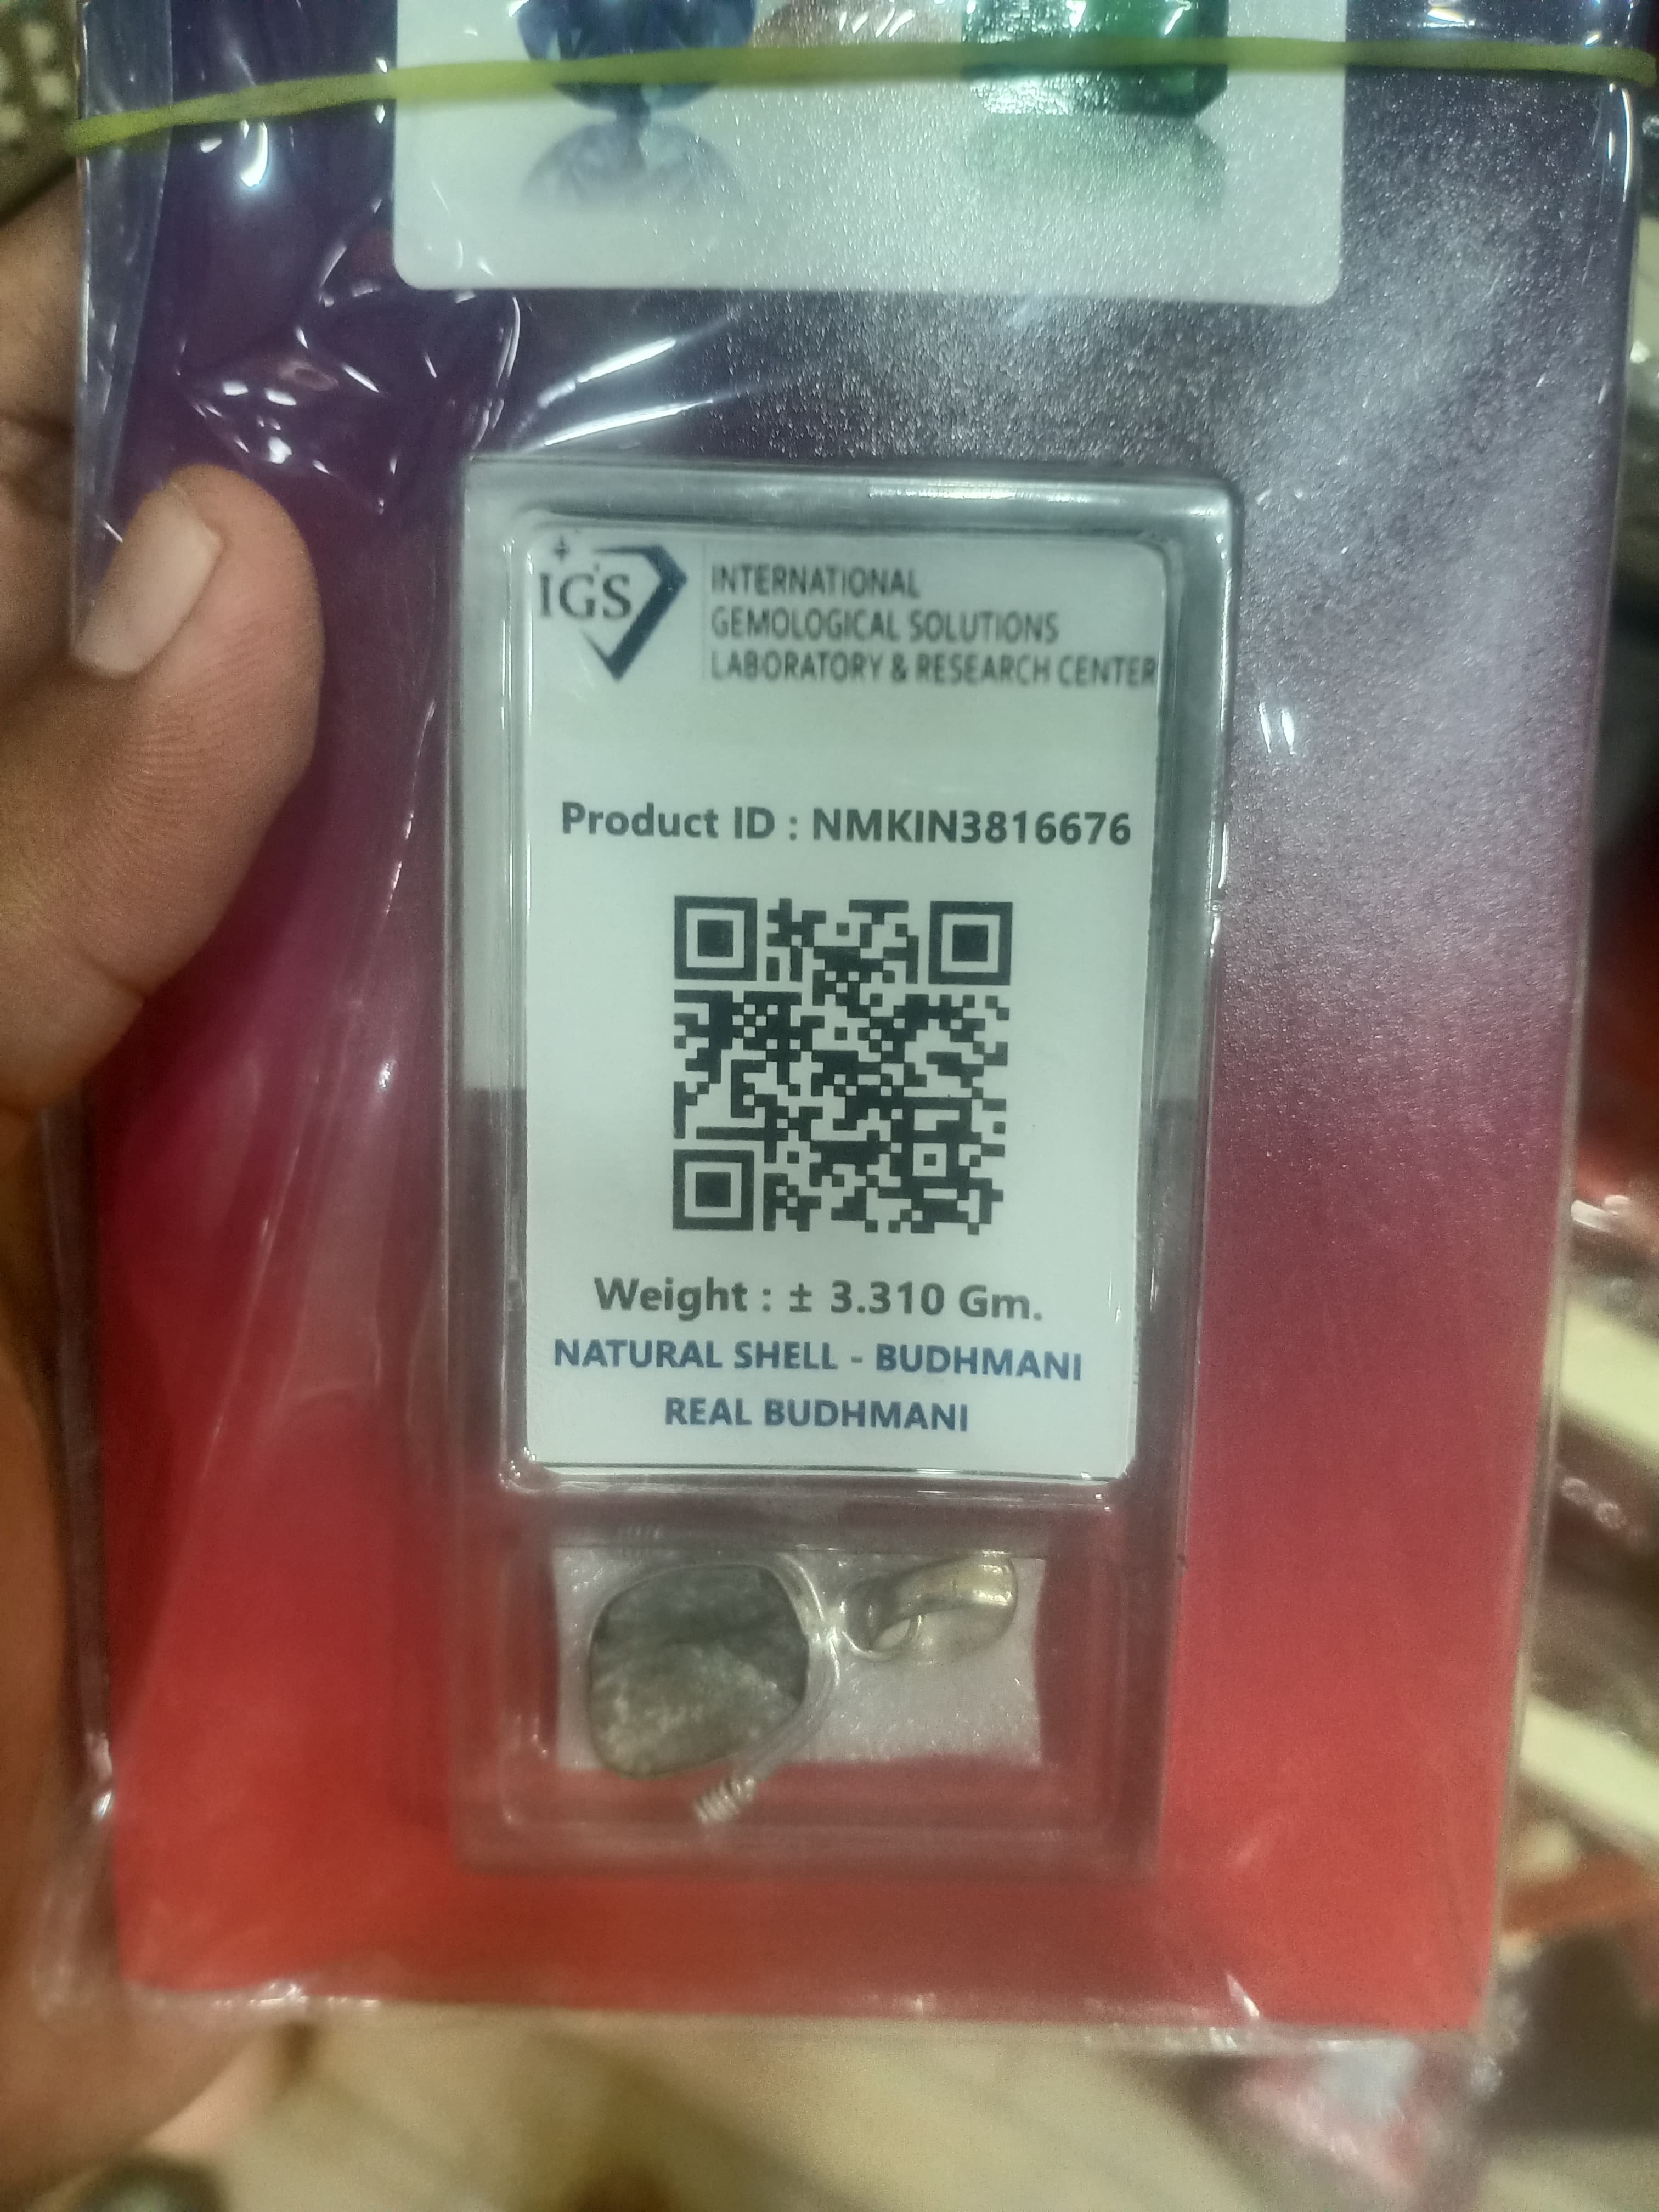 IGS
INTERNATIONAL
GEMOLOGICAL SOLUTIONS
LABORATORY & RESEARCH CENTER
Product ID : NMKIN3816676
Weight : ± 3.310 Gm.
NATURAL SHELL - BUDHMANI
REAL BUDHMANI